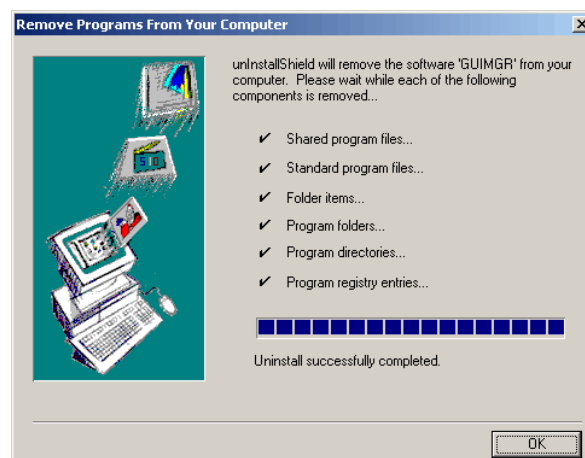 Remove Programs From Your Computer
unInstallShield will remove the software 'GUIMGR' from your
computer. Please wait while each of the following
components is removed...
Shared program files...
Standard program files...
Folder items...
Program folders...
Program directories...
Program registry entries...
Uninstall successfully completed.
OK